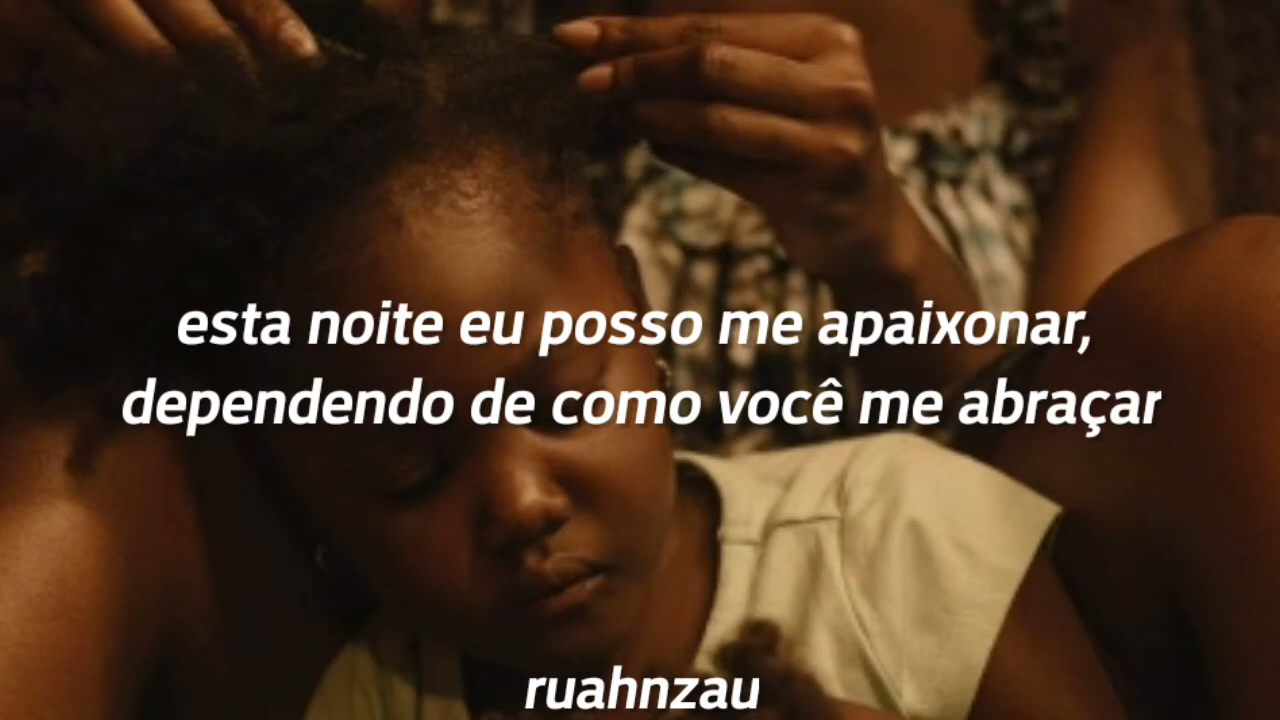 esta noite eu posso me apaixonar,
dependendo de como você me abraçar
ruahnzau